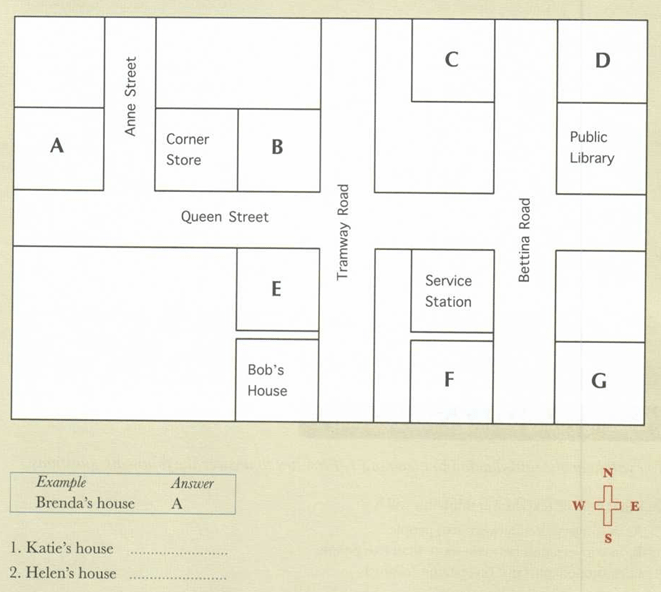 C
D
Anne Street
A
Corner
Store
B
Public
Library
Queen Street
Tramway Road
Bettina Road
E
Service
Station
Bob's
House
F
G
Example Answer
Brenda's house A
N
W E
S
1. Katie's house ............................
2. Helen's house ............................